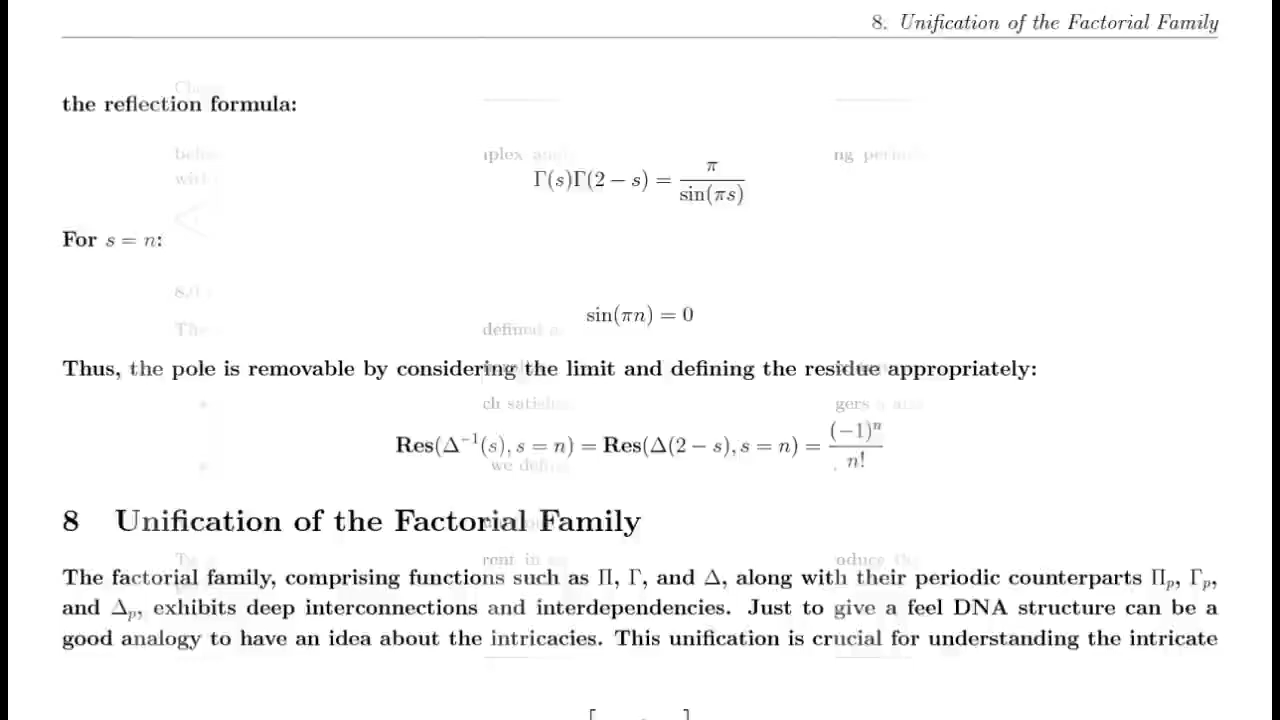 8. Unification of the Factorial Family
the reflection formula:
Γ(s)Γ(2 − s) = π / sin(πs)
For s = n:
sin(πn) = 0
Thus, the pole is removable by considering the limit and defining the residue appropriately:
Res(Δ⁻¹(s), s = n) = Res(Δ(2 − s), s = n) = (−1)ⁿ / n!
8 Unification of the Factorial Family
The factorial family, comprising functions such as Π, Γ, and Δ, along with their periodic counterparts Πₚ, Γₚ,
and Δₚ, exhibits deep interconnections and interdependencies. Just to give a feel DNA structure can be a
good analogy to have an idea about the intricacies. This unification is crucial for understanding the intricate